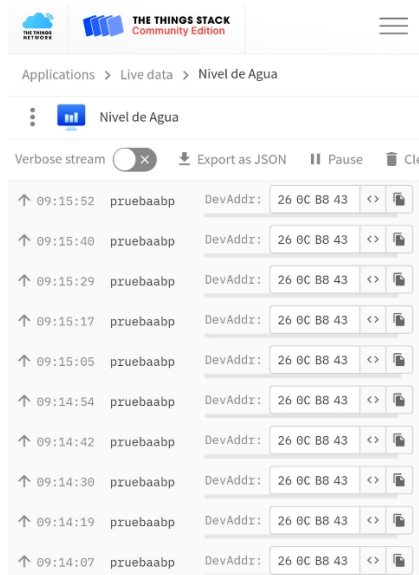 THE THINGS
NETWORK
THE THINGS STACK
Community Edition
Applications > Live data > Nivel de Agua
Nivel de Agua
Verbose stream Export as JSON Pause Cle
09:15:52 pruebaabp DevAddr: 26 0C B8 43
09:15:40 pruebaabp DevAddr: 26 0C B8 43
09:15:29 pruebaabp DevAddr: 26 0C B8 43
09:15:17 pruebaabp DevAddr: 26 0C B8 43
09:15:05 pruebaabp DevAddr: 26 0C B8 43
09:14:54 pruebaabp DevAddr: 26 0C B8 43
09:14:42 pruebaabp DevAddr: 26 0C B8 43
09:14:30 pruebaabp DevAddr: 26 0C B8 43
09:14:19 pruebaabp DevAddr: 26 0C B8 43
09:14:07 pruebaabp DevAddr: 26 0C B8 43